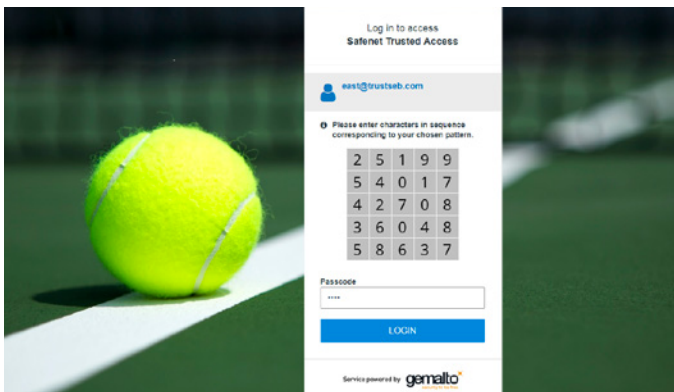 Log in to access
Safenet Trusted Access
east@trustseb.com
Please enter characters in sequence
corresponding to your chosen pattern.
2 5 1 9 9
5 4 0 1 7
4 2 7 0 8
3 6 0 4 8
5 8 6 3 7
Passcode
····
LOGIN
Service powered by gemalto